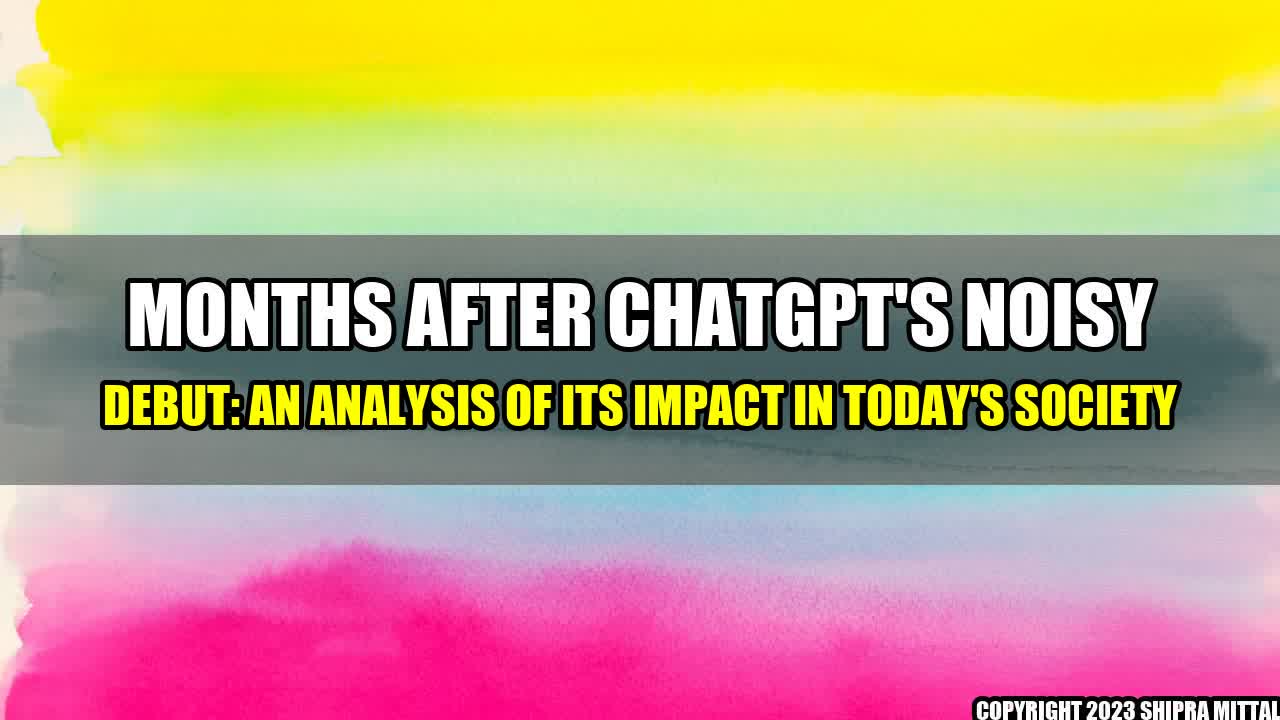 MONTHS AFTER CHATGPT'S NOISY
DEBUT: AN ANALYSIS OF ITS IMPACT IN TODAY'S SOCIETY
COPYRIGHT 2023 SHIPRA MITTAL